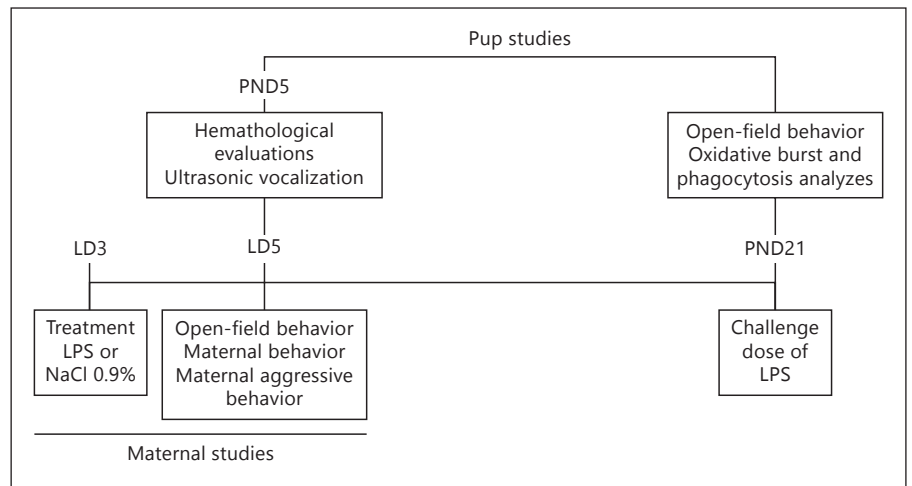 Pup studies
PND5
Hemathological
evaluations
Ultrasonic vocalization
Open-field behavior
Oxidative burst and
phagocytosis analyzes
LD3
LD5
PND21
Treatment
LPS or
NaCl 0.9%
Open-field behavior
Maternal behavior
Maternal aggressive
behavior
Challenge
dose of
LPS
Maternal studies